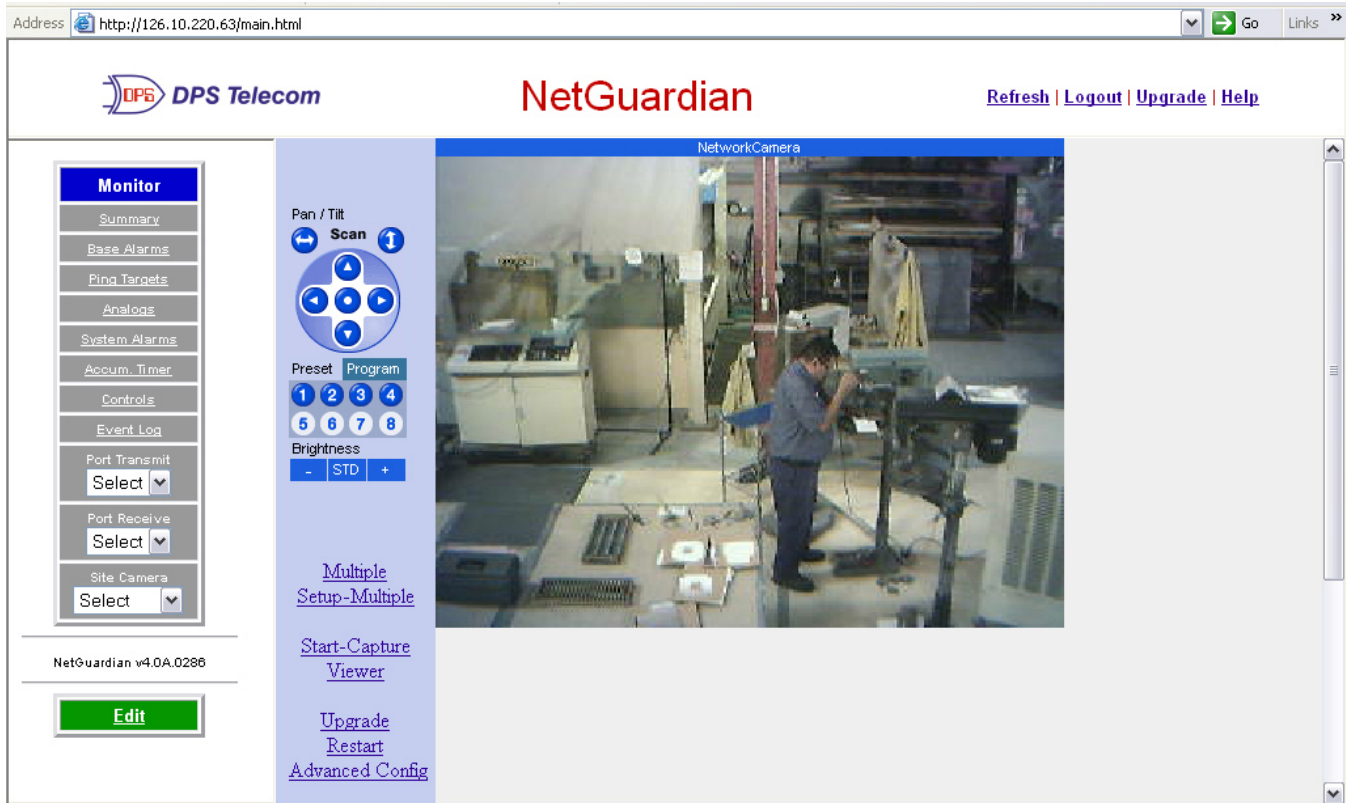 Address http://126.10.220.63/main.html Go Links »
DPS DPS Telecom
NetGuardian
Refresh | Logout | Upgrade | Help
Monitor
Summary
Base Alarms
Ping Targets
Analogs
System Alarms
Accum. Timer
Controls
Event Log
Port Transmit
Select
Port Receive
Select
Site Camera
Select
NetGuardian v4.0A.0286
Edit
Pan / Tilt
Scan
Preset Program
1 2 3 4
5 6 7 8
Brightness
- STD +
Multiple
Setup-Multiple
Start-Capture
Viewer
Upgrade
Restart
Advanced Config
NetworkCamera